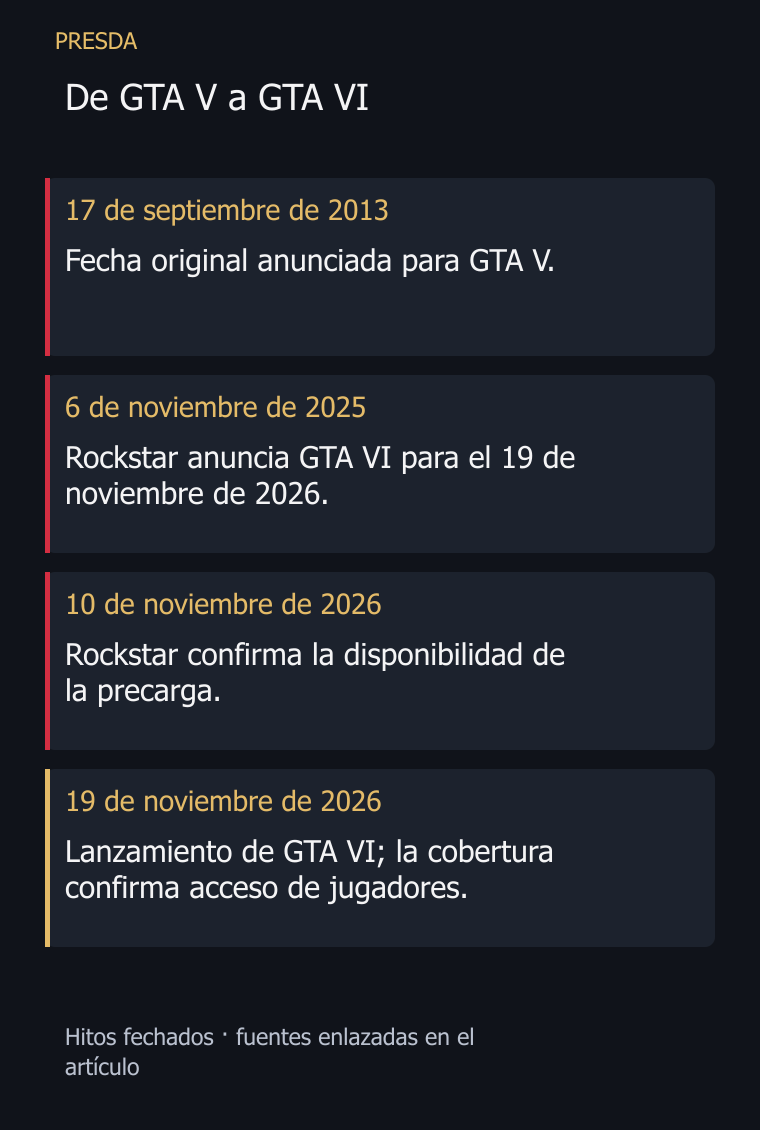 PRESDA
De GTA V a GTA VI
17 de septiembre de 2013
Fecha original anunciada para GTA V.
6 de noviembre de 2025
Rockstar anuncia GTA VI para el 19 de
noviembre de 2026.
10 de noviembre de 2026
Rockstar confirma la disponibilidad de
la precarga.
19 de noviembre de 2026
Lanzamiento de GTA VI; la cobertura
confirma acceso de jugadores.
Hitos fechados · fuentes enlazadas en el
artículo